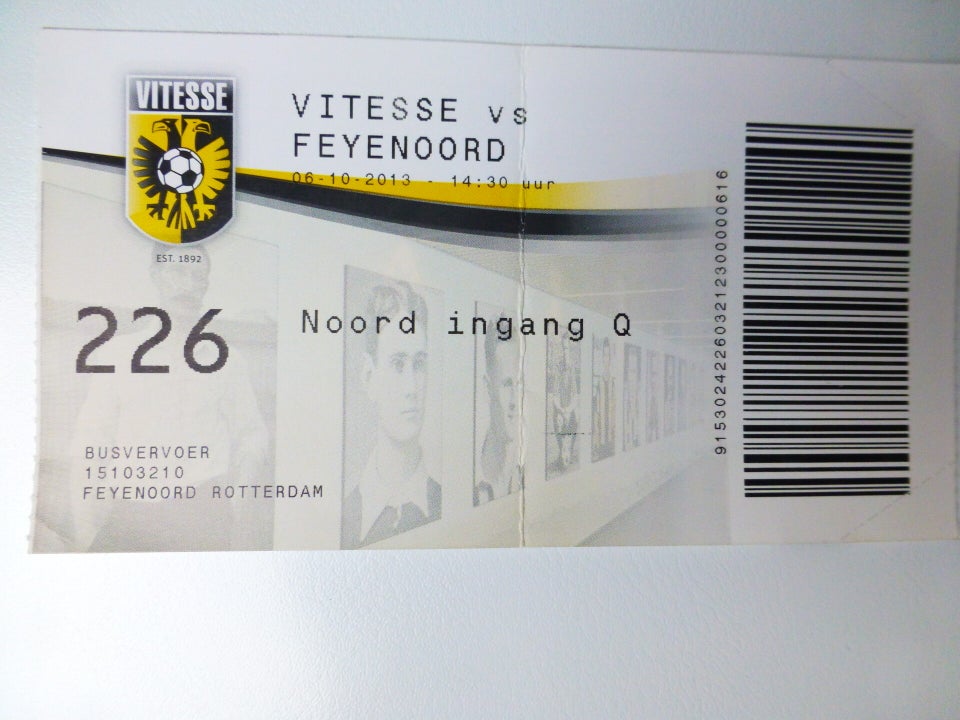 VITESSE
VITESSE vs
FEYENOORD
06-10-2013 - 14:30 uur
EST. 1892
226
Noord ingang Q
BUSVERVOER
15103210
FEYENOORD ROTTERDAM
91530242260321230000616